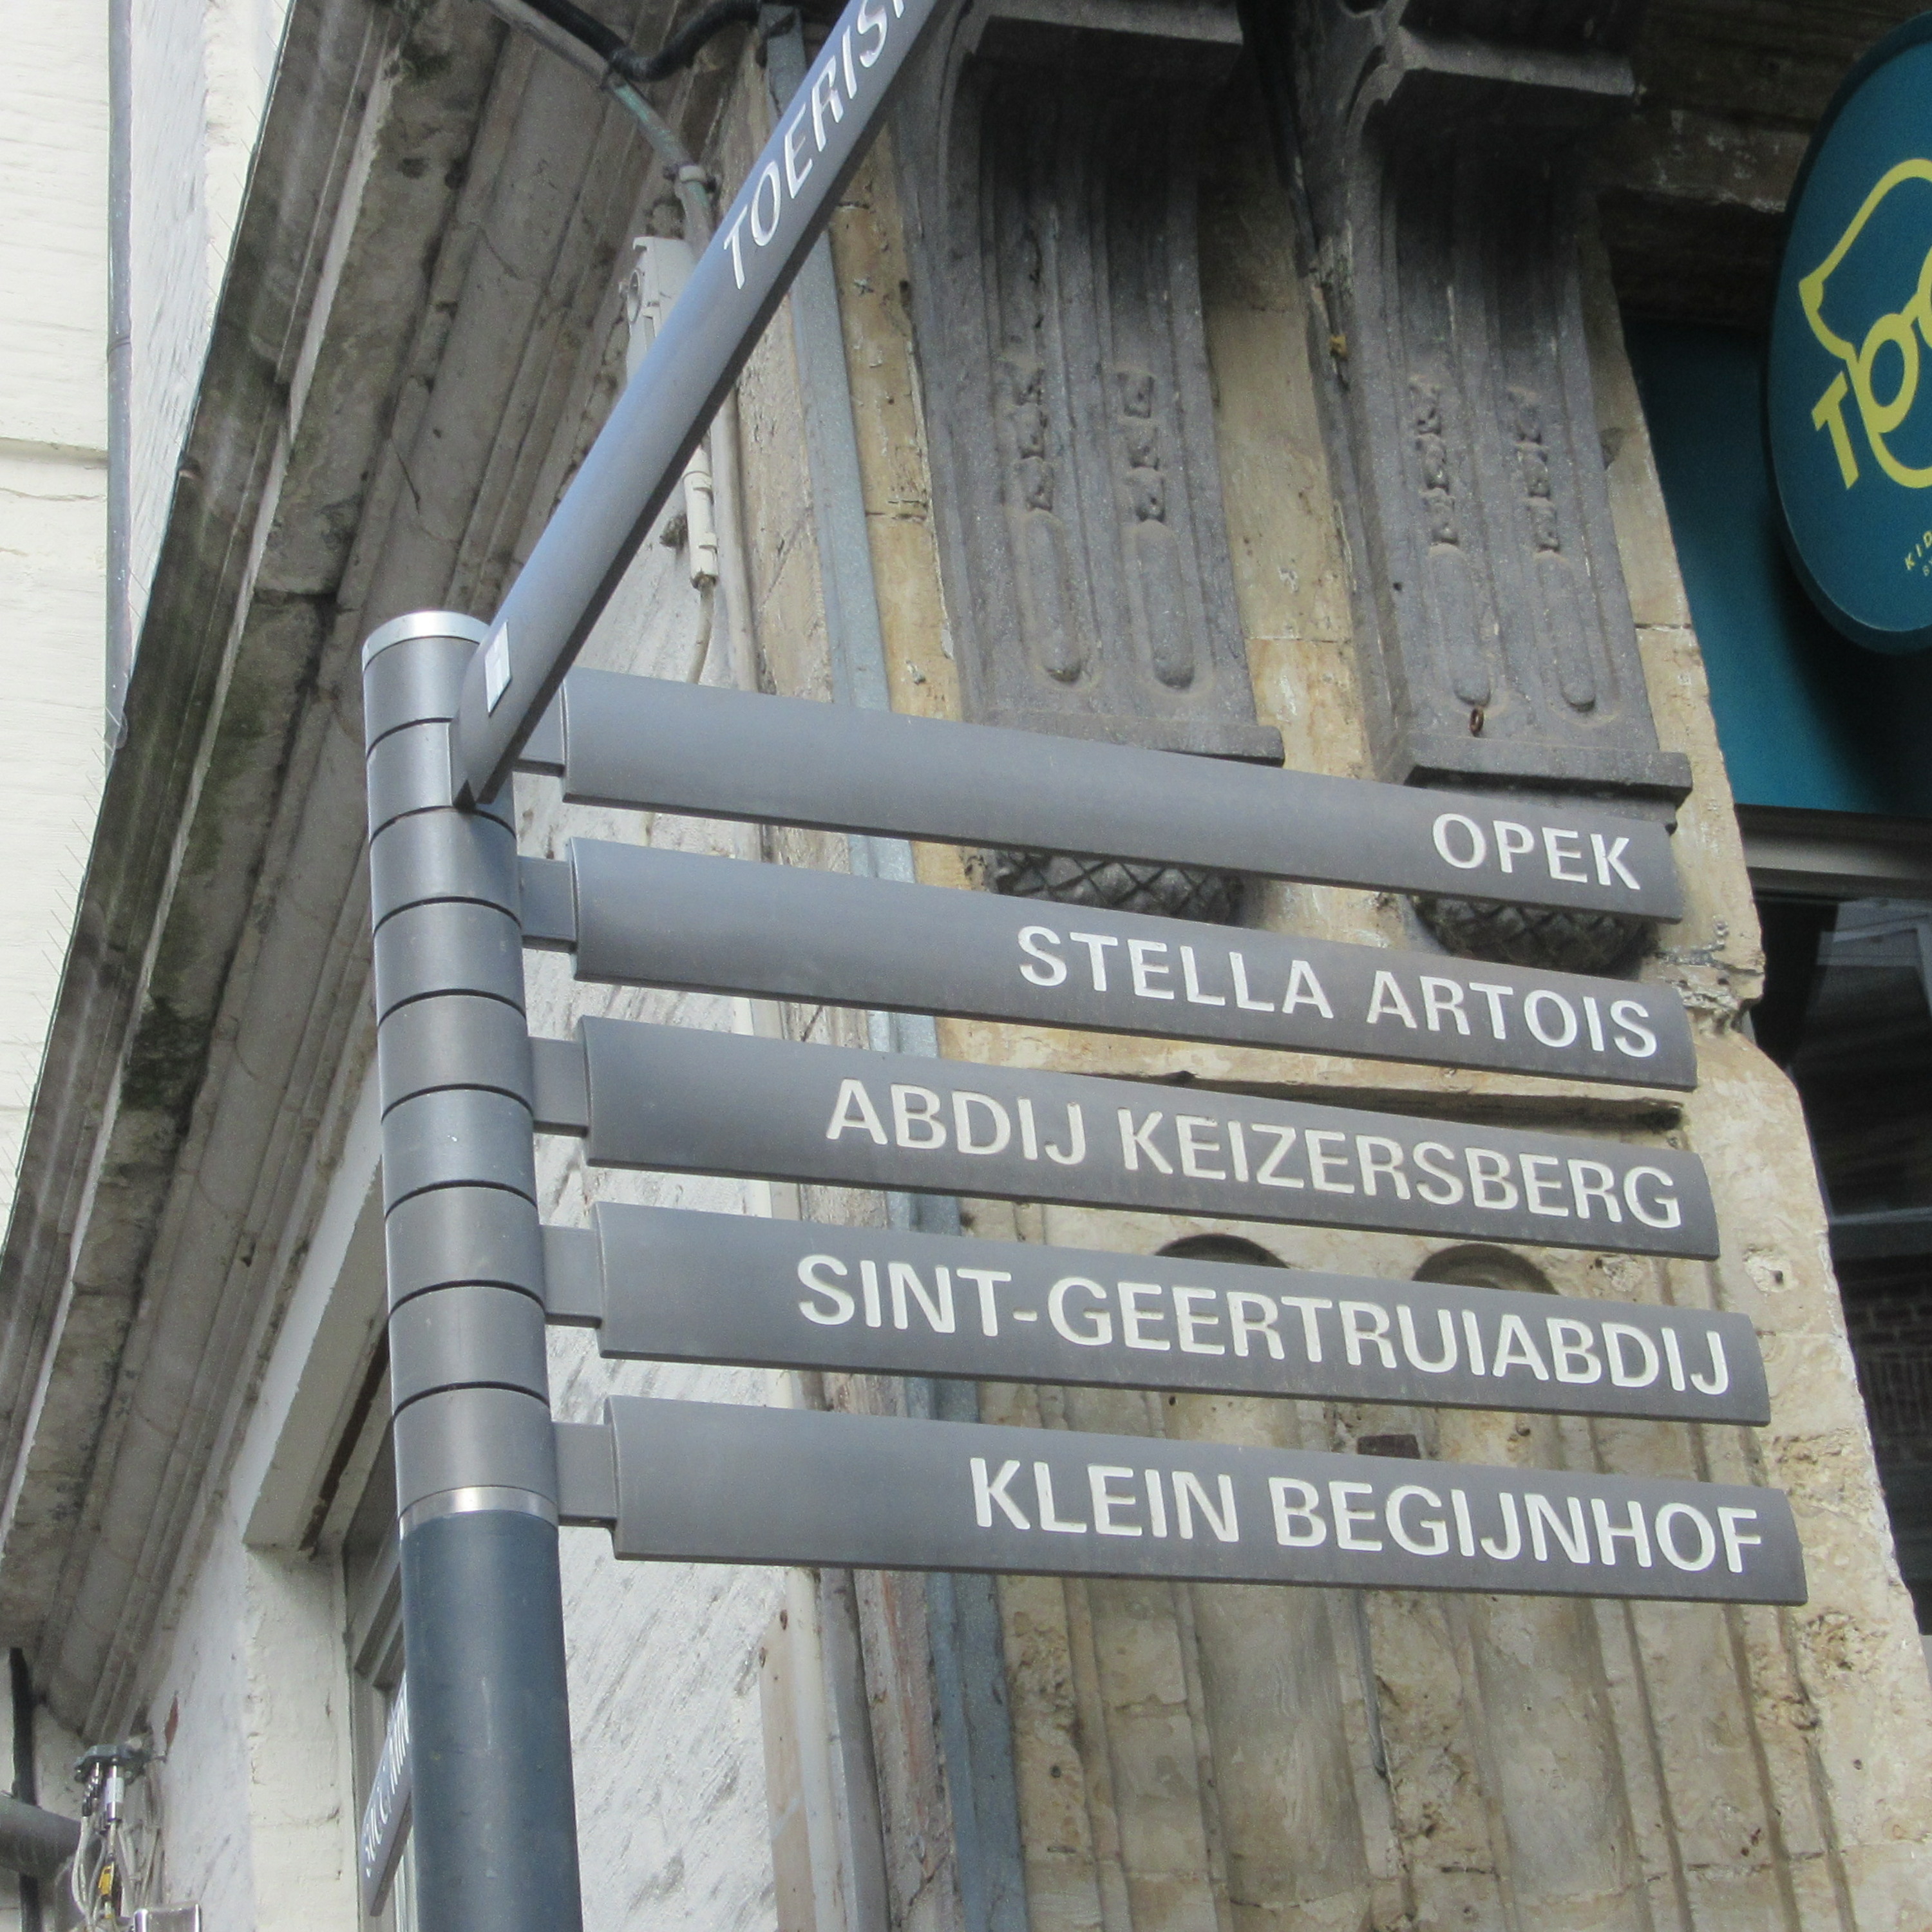 TOERIS
OPEK
STELLA ARTOIS
ABDIJ KEIZERSBERG
SINT-GEERTRUIABDIJ
KLEIN BEGIJNHOF